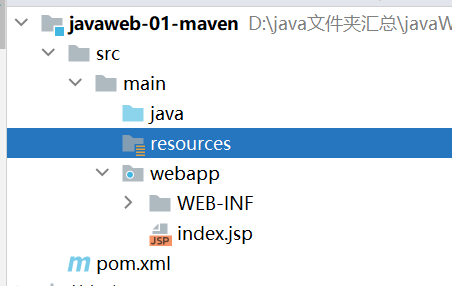 javaweb-01-maven D:\java文件夹汇总\javaW
src
main
java
resources
webapp
WEB-INF
JSP index.jsp
m pom.xml